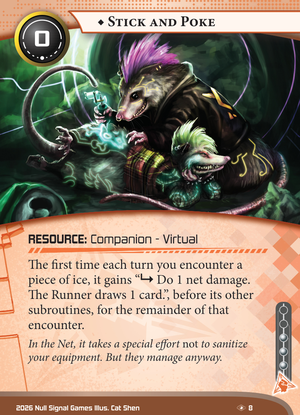 ◆ Stick and Poke
0
RESOURCE: Companion - Virtual
The first time each turn you encounter a
piece of ice, it gains “↳ Do 1 net damage.
The Runner draws 1 card.”, before its other
subroutines, for the remainder of that
encounter.
In the Net, it takes a special effort not to sanitize
your equipment. But they manage anyway.
2026 Null Signal Games Illus. Cat Shen
8